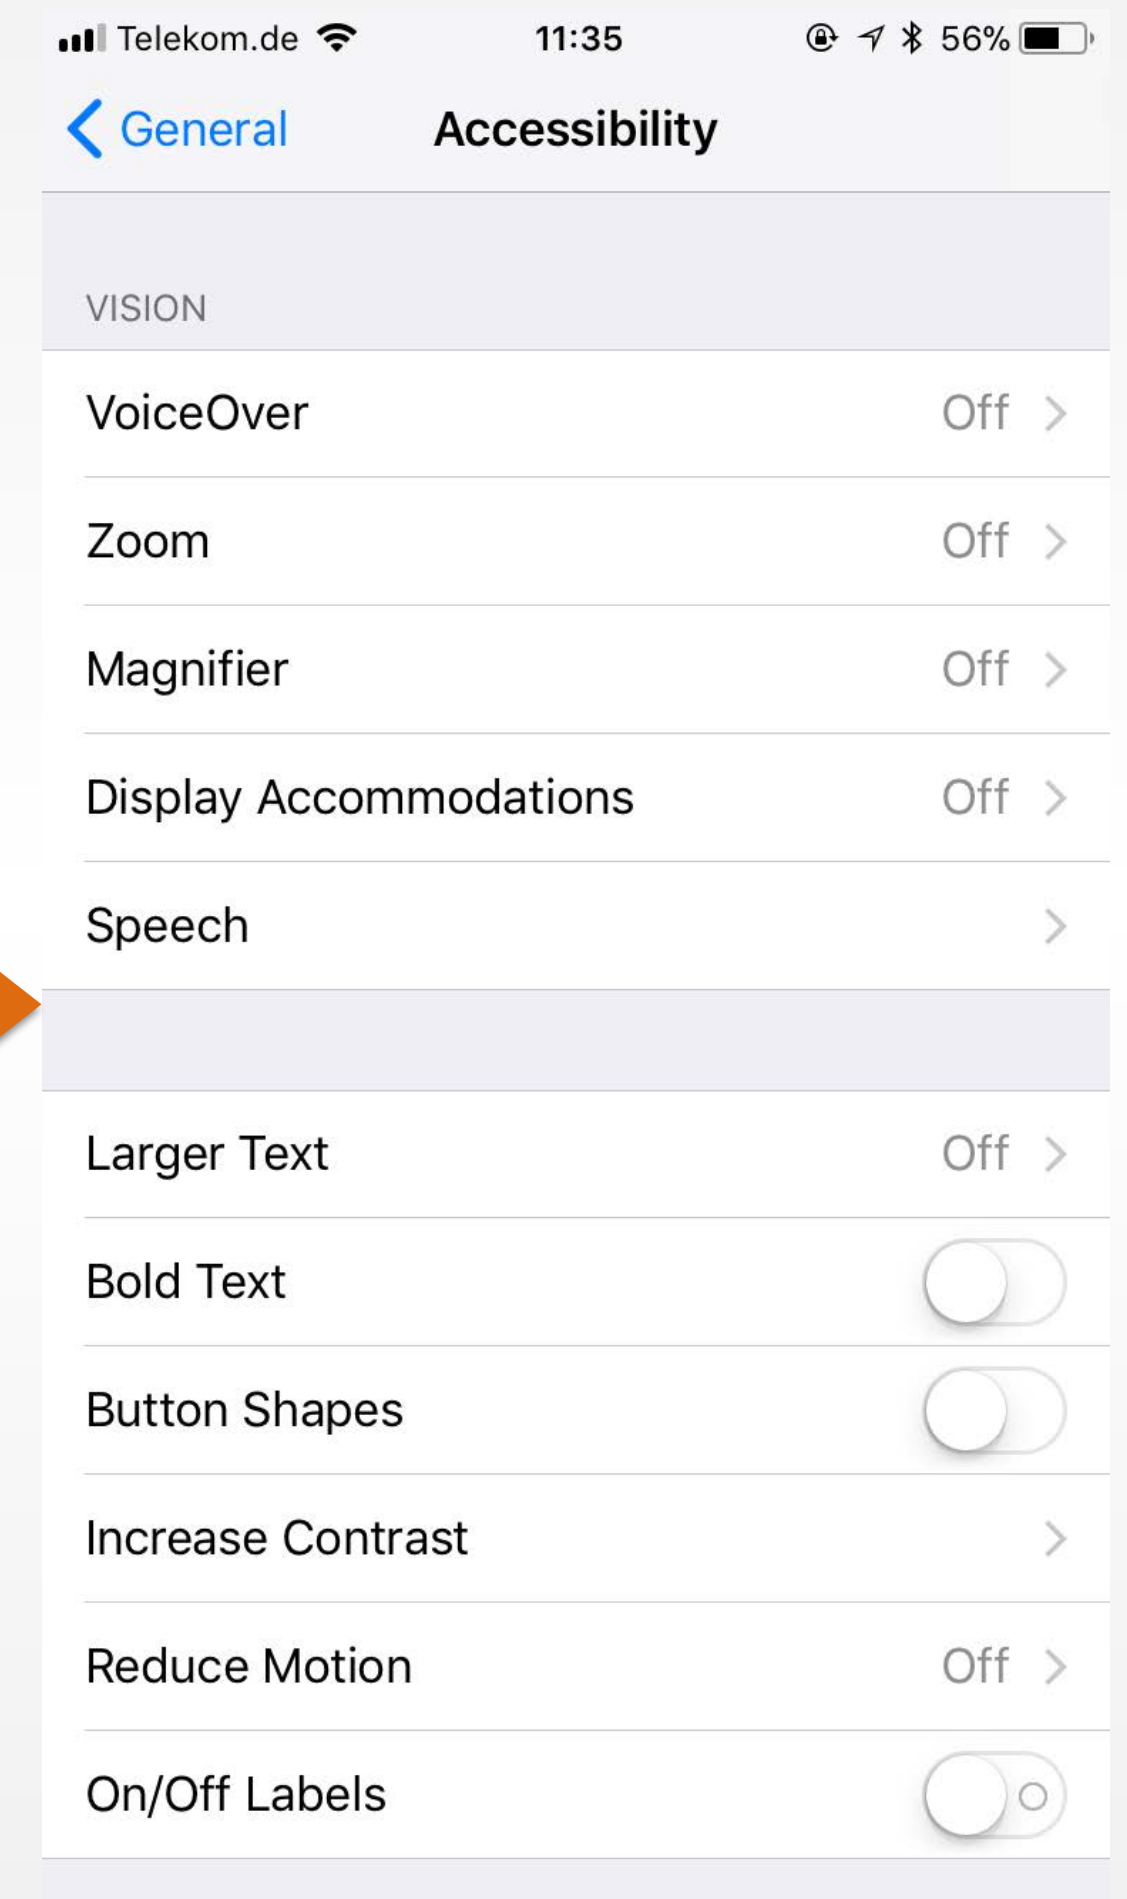 Telekom.de 11:35 56%
General Accessibility
VISION
VoiceOver Off
Zoom Off
Magnifier Off
Display Accommodations Off
Speech
Larger Text Off
Bold Text
Button Shapes
Increase Contrast
Reduce Motion Off
On/Off Labels